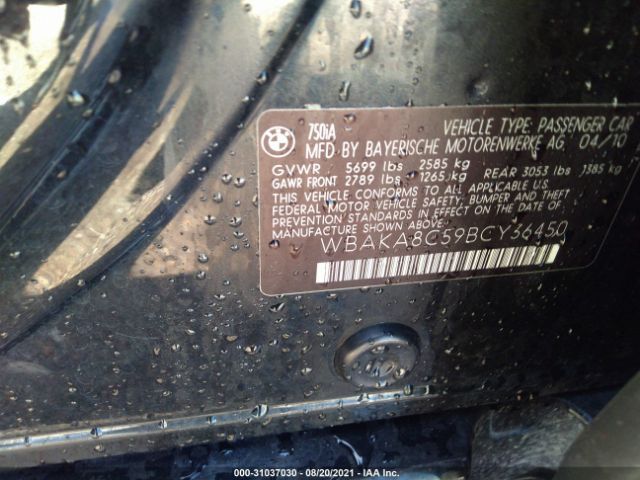 BMW
750iA
VEHICLE TYPE: PASSENGER CAR
MFD BY BAYERISCHE MOTORENWERKE AG, 04/10
GVWR 5699 lbs 2585 kg
GAWR FRONT 2789 lbs 1265 kg REAR 3053 lbs 1385 kg
THIS VEHICLE CONFORMS TO ALL APPLICABLE
FEDERAL MOTOR VEHICLE SAFETY, BUMPER AND THEFT
PREVENTION STANDARDS IN EFFECT ON THE DATE OF
MANUFACTURE SHOWN ABOVE.
WBAKA8C59BCY36450
000-31037030 - 08/20/2021 - IAA Inc.